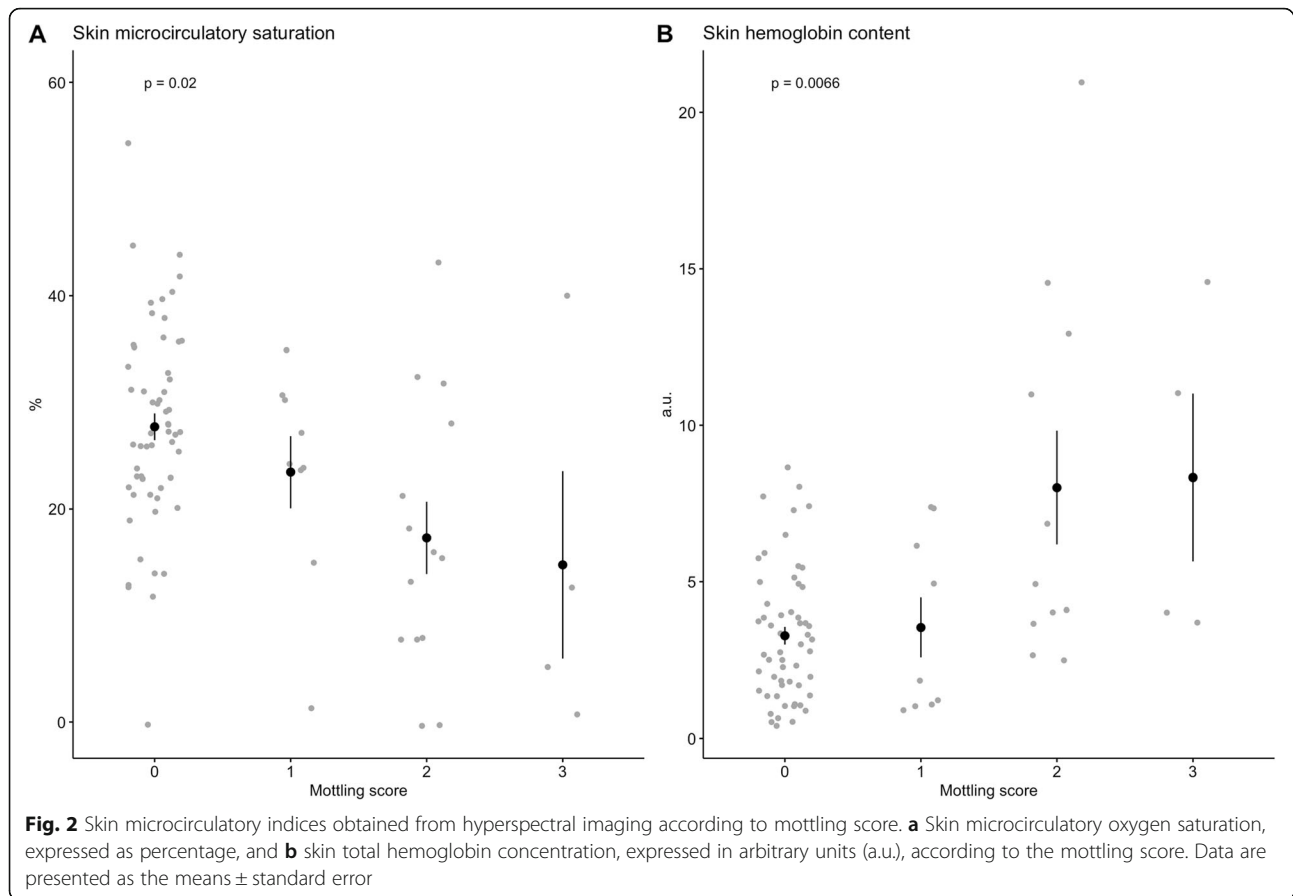 A Skin microcirculatory saturation
p = 0.02
60
40
20
0
%
0 1 2 3
Mottling score
B Skin hemoglobin content
p = 0.0066
20
15
10
5
0
a.u.
0 1 2 3
Mottling score
Fig. 2 Skin microcirculatory indices obtained from hyperspectral imaging according to mottling score. a Skin microcirculatory oxygen saturation,
expressed as percentage, and b skin total hemoglobin concentration, expressed in arbitrary units (a.u.), according to the mottling score. Data are
presented as the means ± standard error